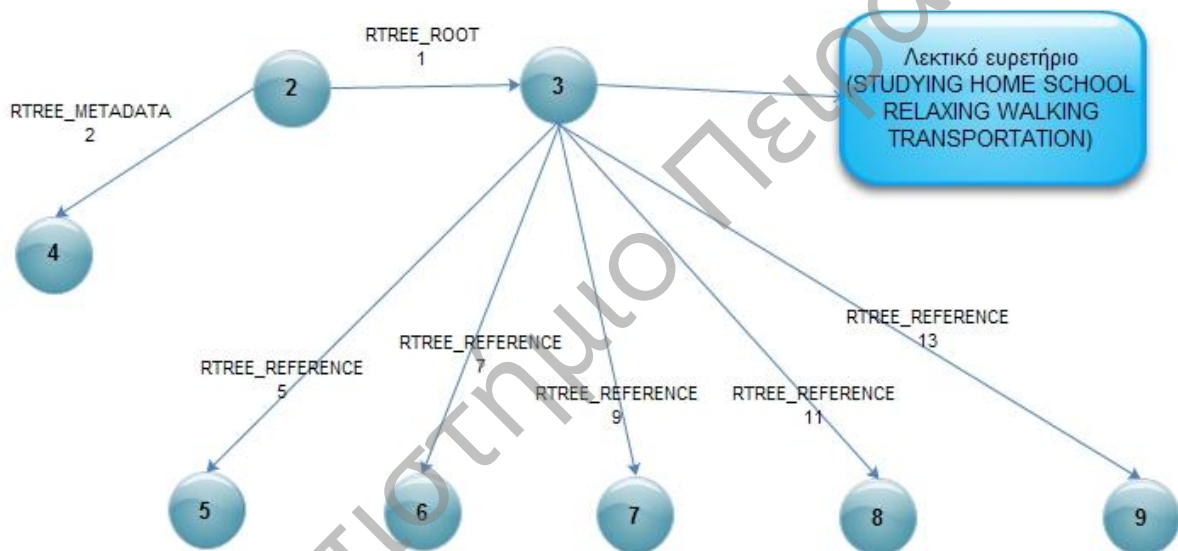 RTREE_ROOT
1
2
3
Λεκτικό ευρετήριο
(STUDYING HOME SCHOOL
RELAXING WALKING
TRANSPORTATION)
RTREE_METADATA
2
4
RTREE_REFERENCE
5
RTREE_REFERENCE
7
RTREE_REFERENCE
9
RTREE_REFERENCE
11
RTREE_REFERENCE
13
5
6
7
8
9